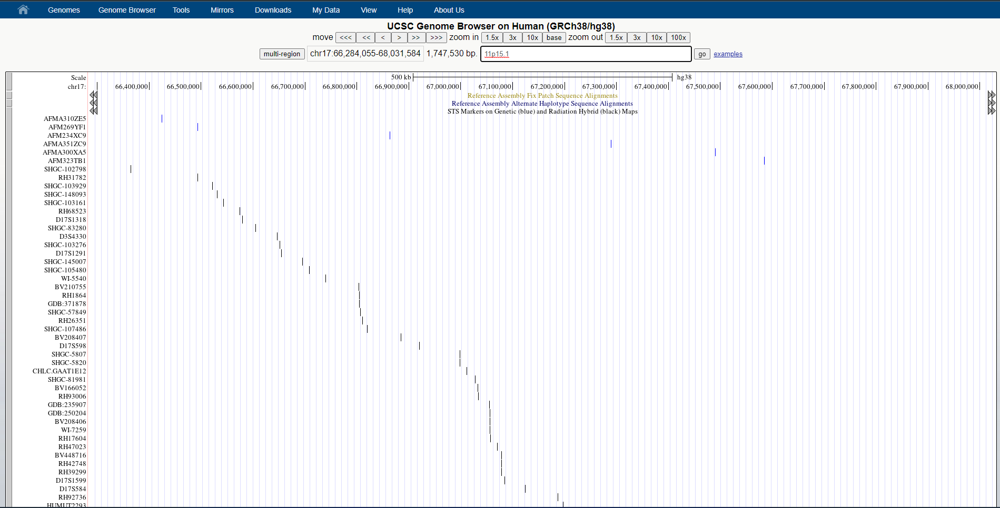 Genomes Genome Browser Tools Mirrors Downloads My Data View Help About Us
UCSC Genome Browser on Human (GRCh38/hg38)
move <<< << < > >> >>> zoom in 1.5x 3x 10x base zoom out 1.5x 3x 10x 100x
multi-region chr17:66,284,055-68,031,584 1,747,530 bp. 11p15.1 go examples
Scale 500 kb hg38
chr17: 66,400,000 66,500,000 66,600,000 66,700,000 66,800,000 66,900,000 67,000,000 67,100,000 67,200,000 67,300,000 67,400,000 67,500,000 67,600,000 67,700,000 67,800,000 67,900,000 68,000,000
Reference Assembly Fix Patch Sequence Alignments
Reference Assembly Alternate Haplotype Sequence Alignments
STS Markers on Genetic (blue) and Radiation Hybrid (black) Maps
AFMA310ZE5
AFM269YF1
AFM234XC9
AFMA351ZC9
AFMA300XA5
AFM323TB1
SHGC-102798
RH31782
SHGC-103929
SHGC-148093
SHGC-103161
RH68523
D17S1318
SHGC-83280
D3S4330
SHGC-103276
D17S1291
SHGC-145007
SHGC-105480
WI-5540
BV210755
RH1864
GDB:371878
SHGC-57849
RH26351
SHGC-107486
BV208407
D17S598
SHGC-5807
SHGC-5820
CHLC.GAAT1E12
SHGC-81981
BV166052
RH93006
GDB:235907
GDB:250204
BV208406
WI-7259
RH17604
RH47023
BV448716
RH42748
RH39299
D17S1599
D17S584
RH92736
HUMUT2293